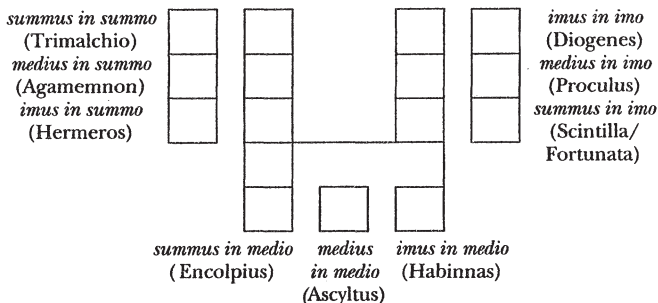 summus in summo
(Trimalchio)
medius in summo
(Agamemnon)
imus in summo
(Hermeros)
imus in imo
(Diogenes)
medius in imo
(Proculus)
summus in imo
(Scintilla/
Fortunata)
summus in medio
(Encolpius)
medius
in medio
(Ascyltus)
imus in medio
(Habinnas)